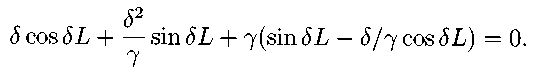 δ cos δL + δ²/γ sin δL + γ(sin δL − δ/γ cos δL) = 0.